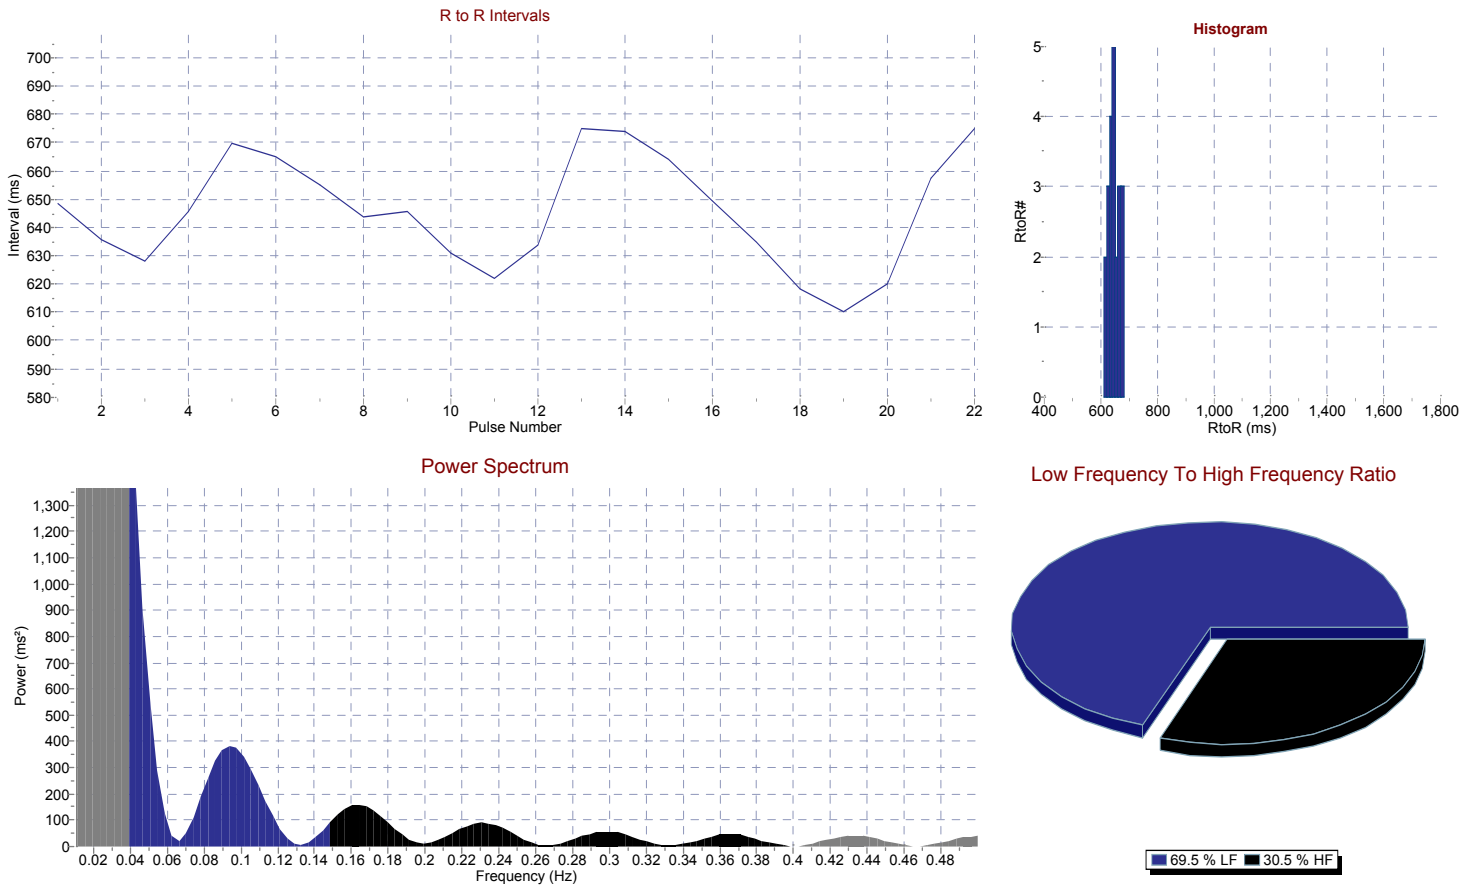 R to R Intervals
700
690
680
670
660
650
640
630
620
610
600
590
580
Interval (ms)
2 4 6 8 10 12 14 16 18 20 22
Pulse Number
Histogram
5
4
3
2
1
0
RtoR#
400 600 800 1,000 1,200 1,400 1,600 1,800
RtoR (ms)
Power Spectrum
1,300
1,200
1,100
1,000
900
800
700
600
500
400
300
200
100
0
Power (ms²)
0.02 0.04 0.06 0.08 0.1 0.12 0.14 0.16 0.18 0.2 0.22 0.24 0.26 0.28 0.3 0.32 0.34 0.36 0.38 0.4 0.42 0.44 0.46 0.48
Frequency (Hz)
Low Frequency To High Frequency Ratio
69.5 % LF 30.5 % HF